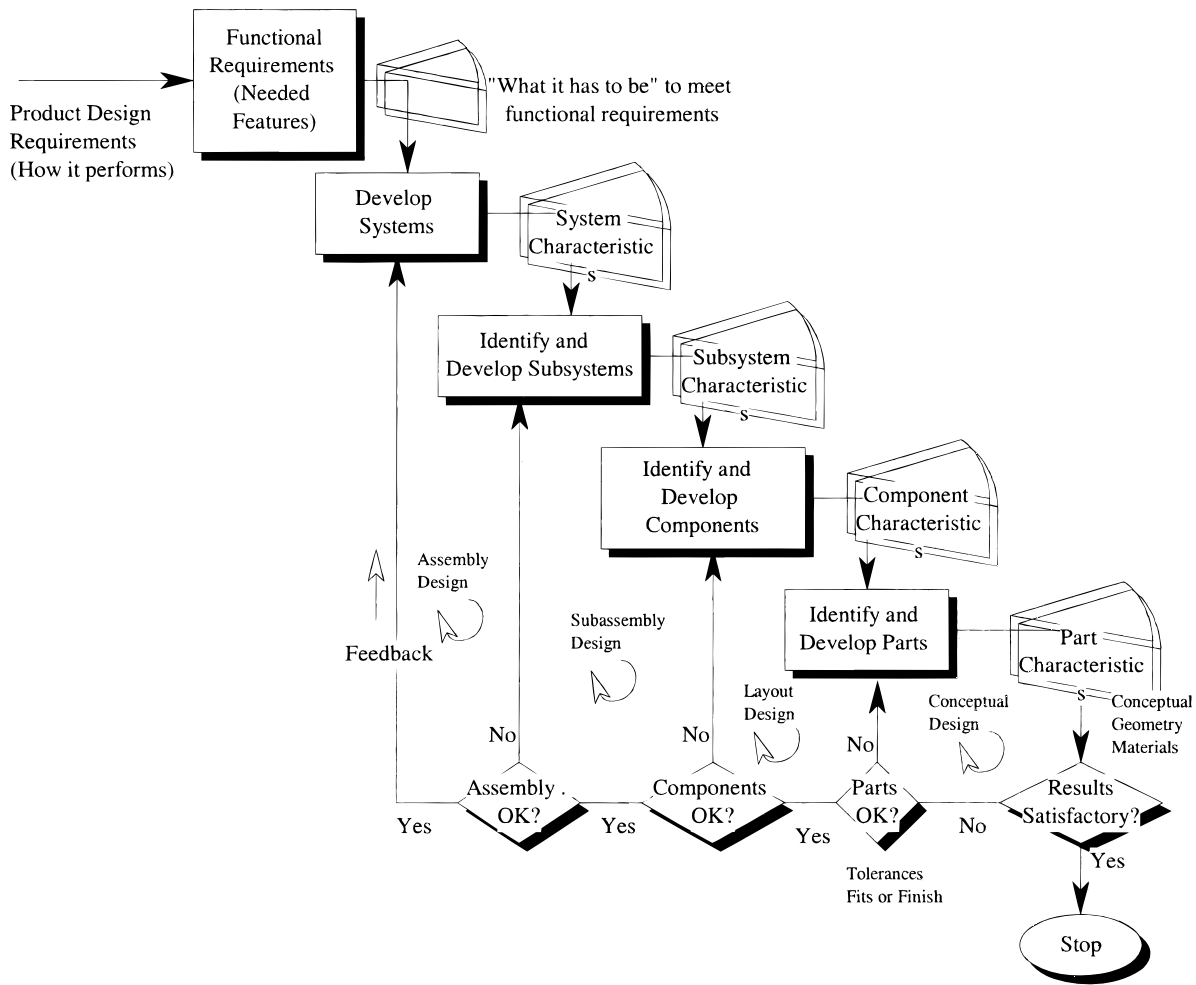 Functional
Requirements
(Needed
Features)
Product Design
Requirements
(How it performs)
"What it has to be" to meet
functional requirements
Develop
Systems
System
Characteristic
s
Identify and
Develop Subsystems
Subsystem
Characteristic
s
Identify and
Develop
Components
Component
Characteristic
s
Identify and
Develop Parts
Part
Characteristic
s
Conceptual
Geometry
Materials
Assembly
Design
Subassembly
Design
Layout
Design
Conceptual
Design
Feedback
No
No
No
Assembly .
OK?
Components
OK?
Parts
OK?
Results
Satisfactory?
Yes
Yes
Yes
No
Yes
Tolerances
Fits or Finish
Stop